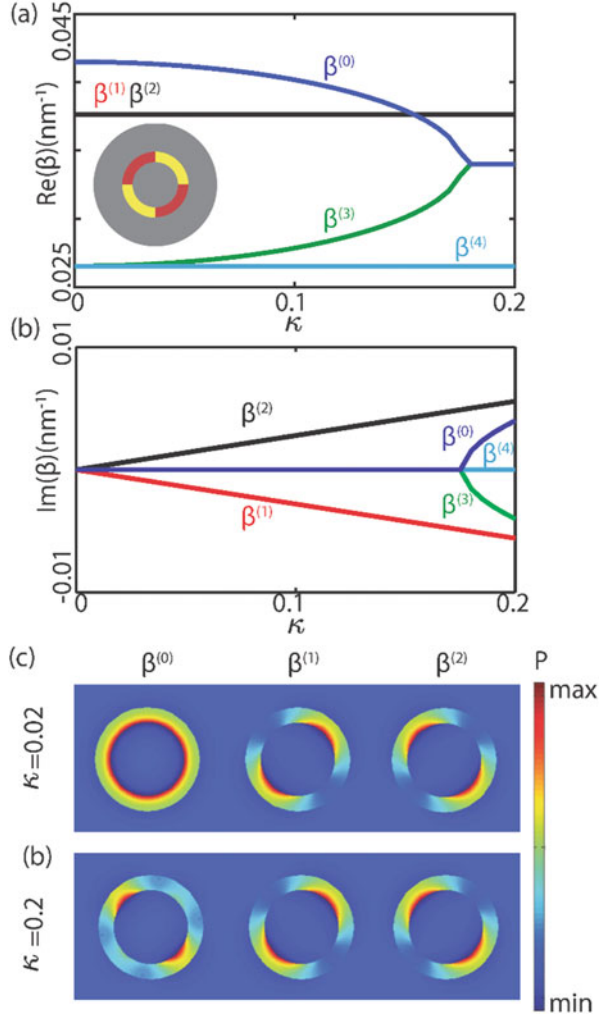 (a)
0.045
β⁽⁰⁾
β⁽¹⁾ β⁽²⁾
Re(β)(nm⁻¹)
β⁽³⁾
β⁽⁴⁾
0.025
0.1
0.2
κ
(b)
0.01
β⁽²⁾
β⁽⁰⁾
Im(β)(nm⁻¹)
β⁽⁴⁾
β⁽¹⁾
β⁽³⁾
-0.01
0
0.1
0.2
κ
(c)
β⁽⁰⁾ β⁽¹⁾ β⁽²⁾ P
max
κ=0.02
(b)
κ=0.2
min